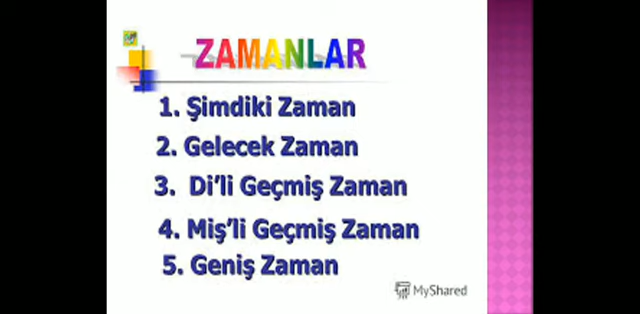 ZAMANLAR
1. Şimdiki Zaman
2. Gelecek Zaman
3. Di'li Geçmiş Zaman
4. Miş'li Geçmiş Zaman
5. Geniş Zaman
MyShared